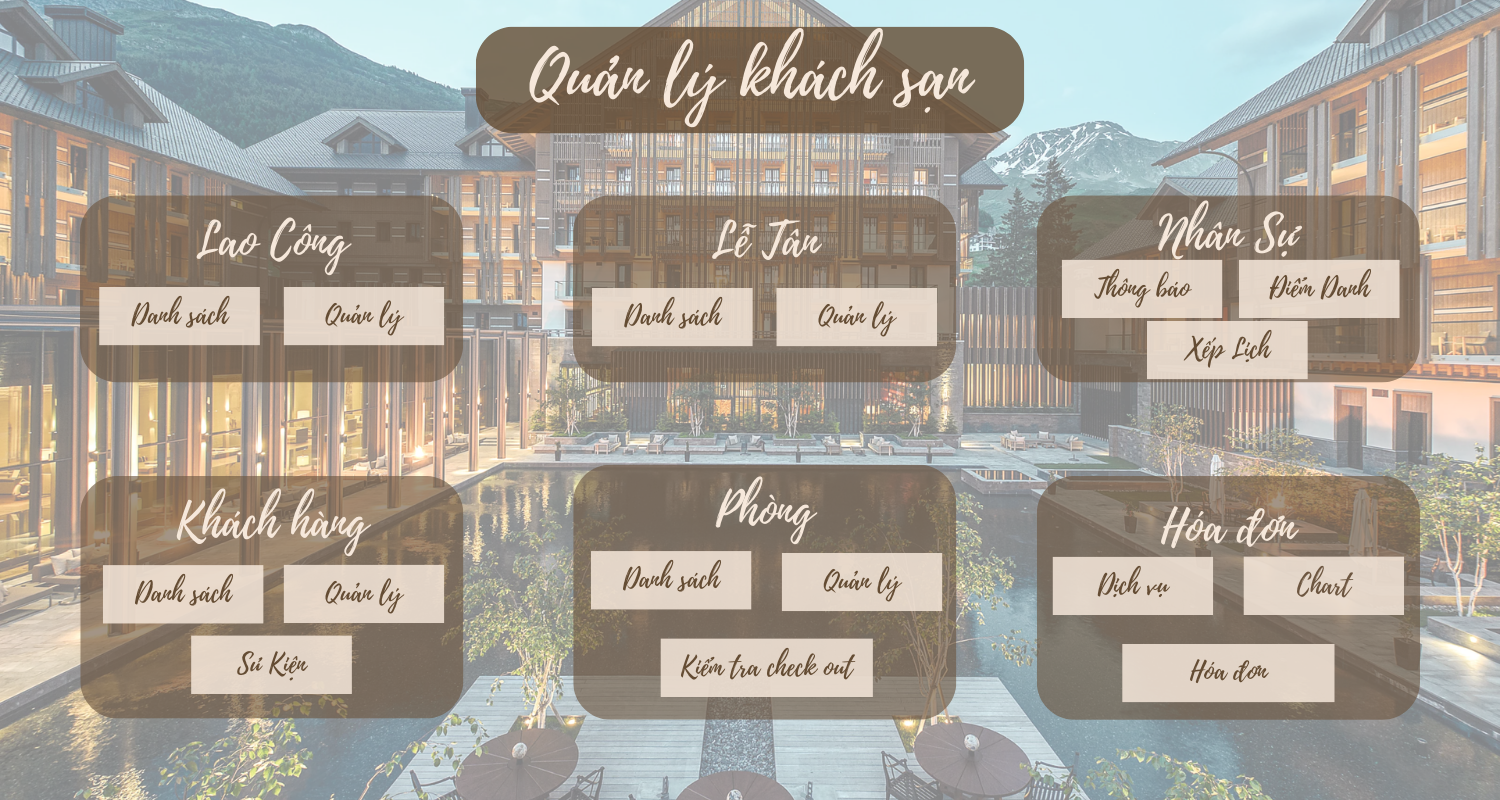 Quản lý khách sạn
Lao Công
Danh sách
Quản lý
Lễ Tân
Danh sách
Quản lý
Nhân Sự
Thông báo
Điểm Danh
Xếp Lịch
Khách hàng
Danh sách
Quản lý
Sú Kiện
Phòng
Danh sách
Quản lý
Kiểm tra check out
Hóa đơn
Dịch vụ
Chart
Hóa đơn